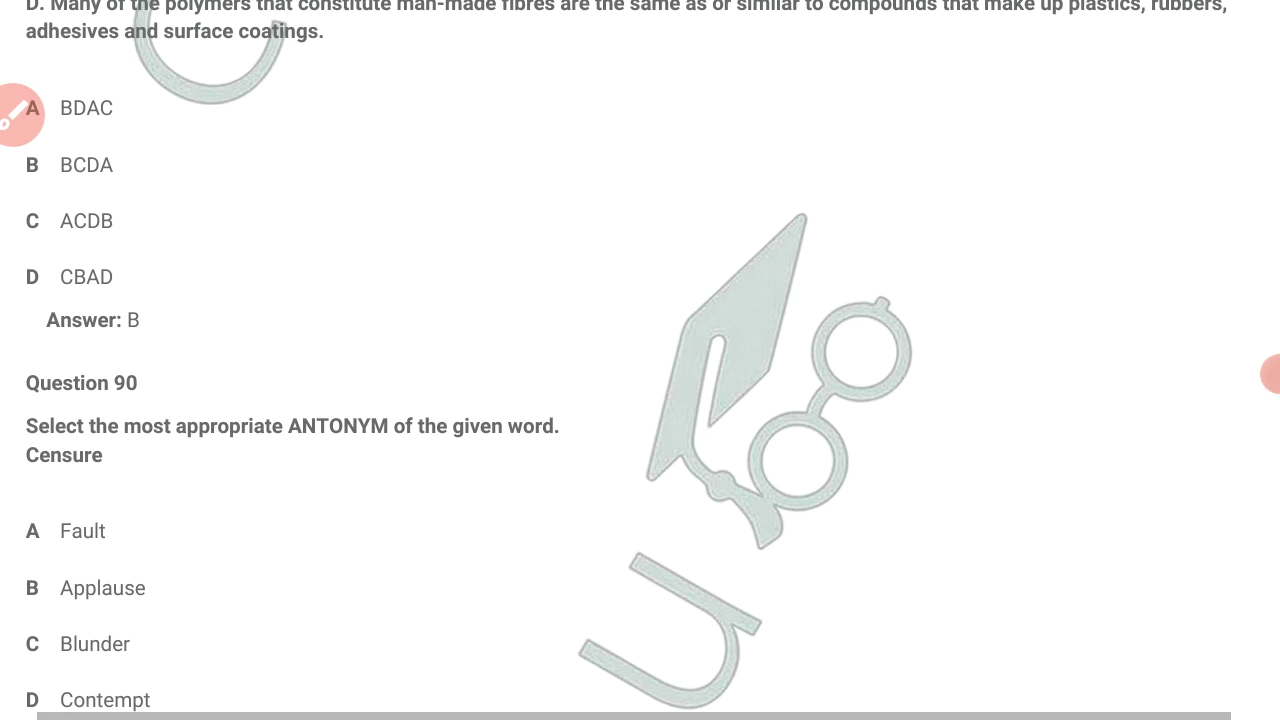 D. Many of the polymers that constitute man-made fibres are the same as or similar to compounds that make up plastics, rubbers,
adhesives and surface coatings.
A BDAC
B BCDA
C ACDB
D CBAD
Answer: B
Question 90
Select the most appropriate ANTONYM of the given word.
Censure
A Fault
B Applause
C Blunder
D Contempt